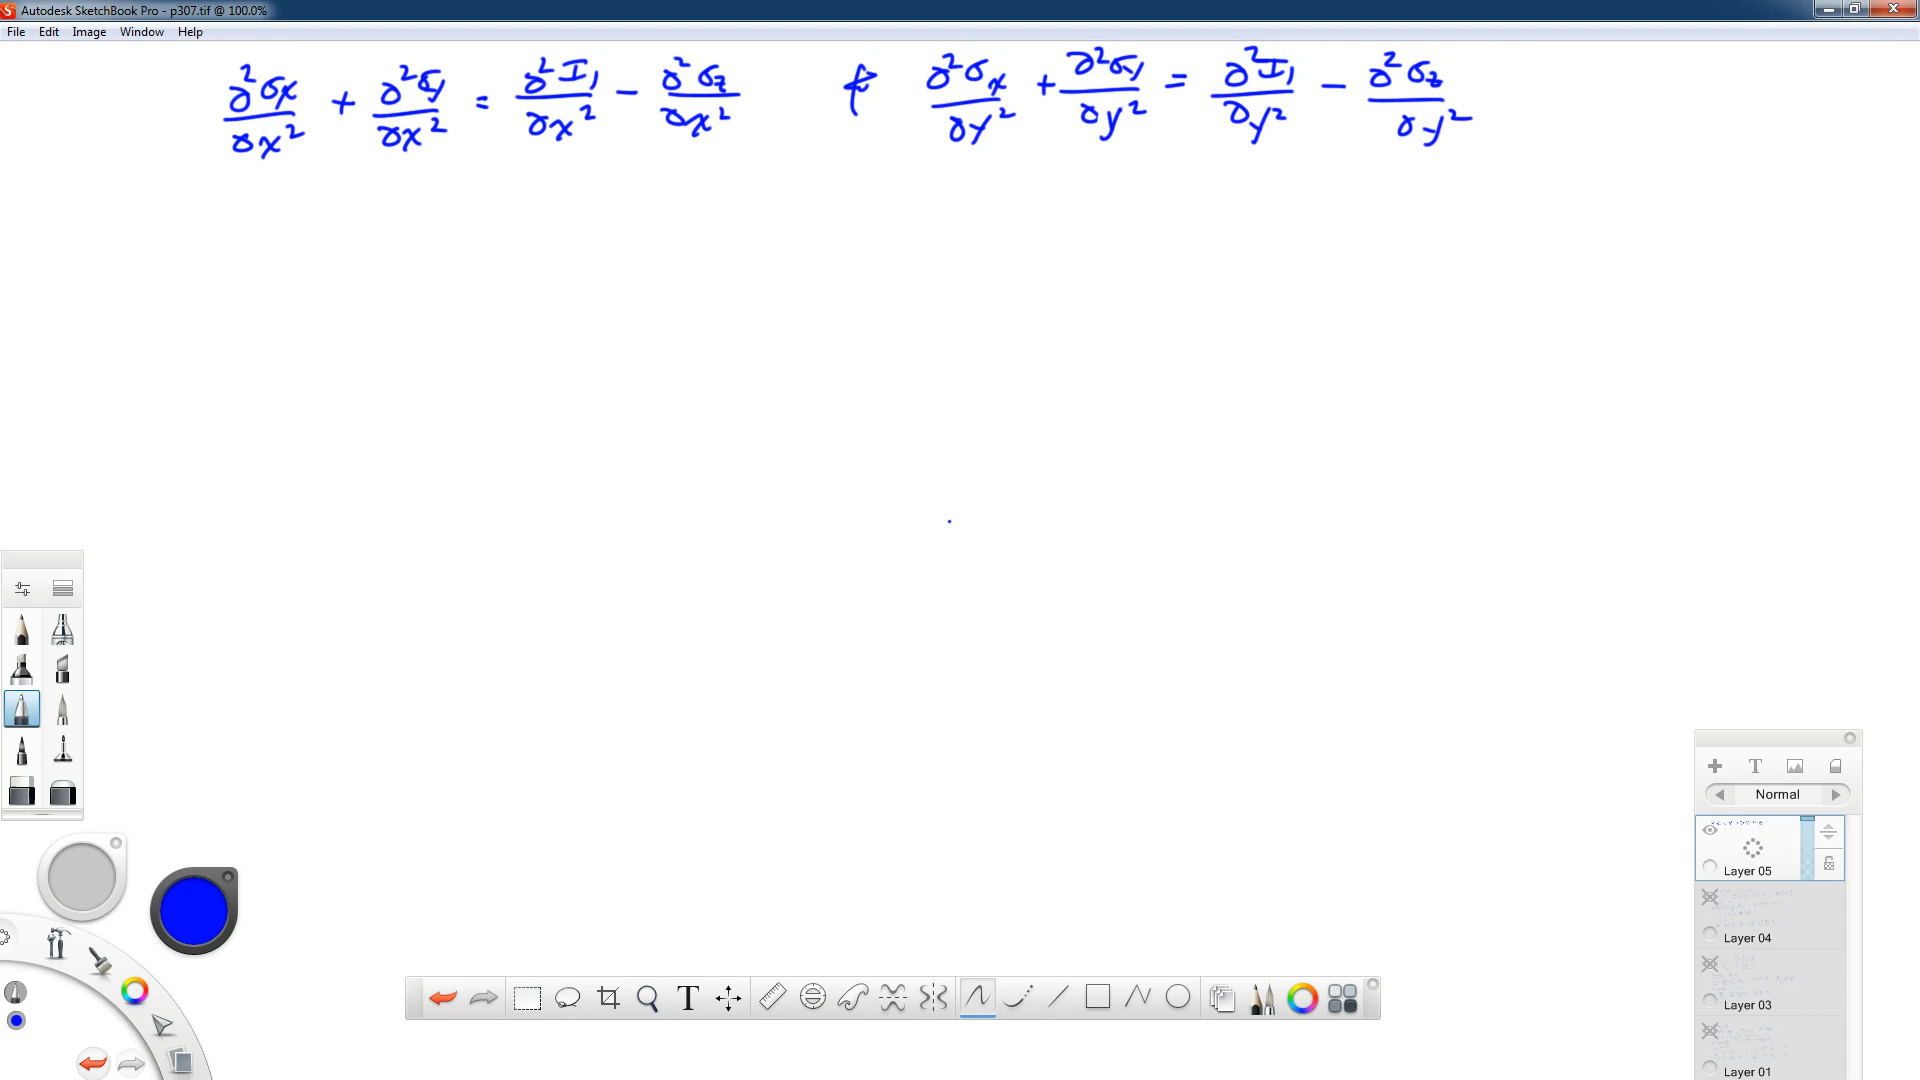 Autodesk SketchBook Pro - p307.tif @ 100.0%
File Edit Image Window Help
∂²σx/∂x² + ∂²σy/∂x² = ∂²I₁/∂x² − ∂²σz/∂x² & ∂²σx/∂y² + ∂²σy/∂y² = ∂²I₁/∂y² − ∂²σz/∂y²
T
Normal
Layer 05
Layer 04
Layer 03
Layer 01
T